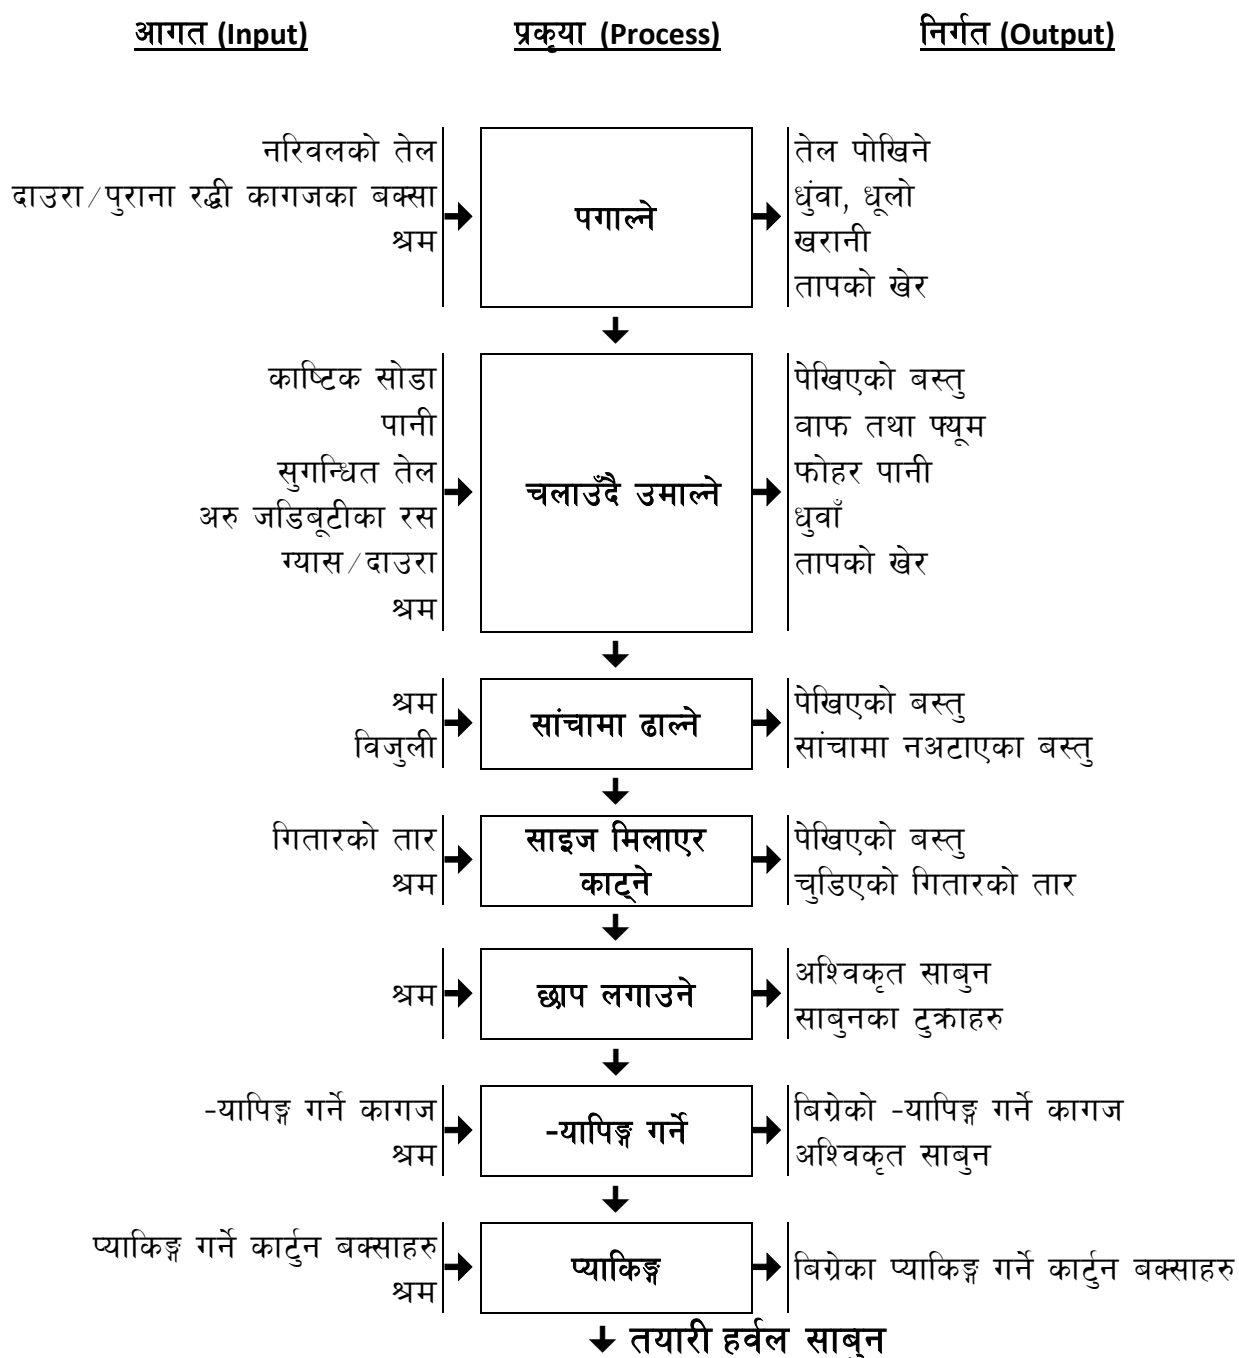 आगत (Input)
प्रकृया (Process)
निर्गत (Output)
नरिवलको तेल
दाउरा/पुराना रद्धी कागजका बक्सा
श्रम
पगाल्ने
तेल पोखिने
धुंवा, धूलो
खरानी
तापको खेर
काष्टिक सोडा
पानी
सुगन्धित तेल
अरु जडिबूटीका रस
ग्यास/दाउरा
श्रम
चलाउँदै उमाल्ने
पेखिएको बस्तु
वाफ तथा फ्यूम
फोहर पानी
धुवाँ
तापको खेर
श्रम
विजुली
सांचामा ढाल्ने
पेखिएको बस्तु
सांचामा नअटाएका बस्तु
गितारको तार
श्रम
साइज मिलाएर
काट्ने
पेखिएको बस्तु
चुडिएको गितारको तार
श्रम
छाप लगाउने
अश्विकृत साबुन
साबुनका टुक्राहरु
-यापिङ्ग गर्ने कागज
श्रम
-यापिङ्ग गर्ने
बिग्रेको -यापिङ्ग गर्ने कागज
अश्विकृत साबुन
प्याकिङ्ग गर्ने कार्टुन बक्साहरु
श्रम
प्याकिङ्ग
बिग्रेका प्याकिङ्ग गर्ने कार्टुन बक्साहरु
तयारी हर्वल साबुन